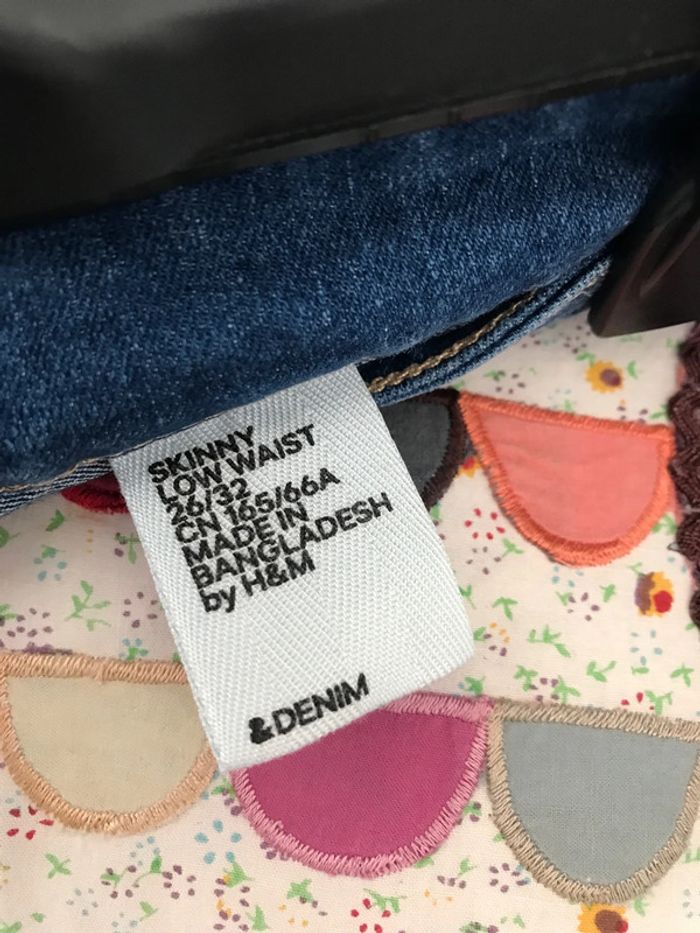 SKINNY
LOW WAIST
26/32
CN 165/66A
MADE IN
BANGLADESH
by H&M
&DENIM